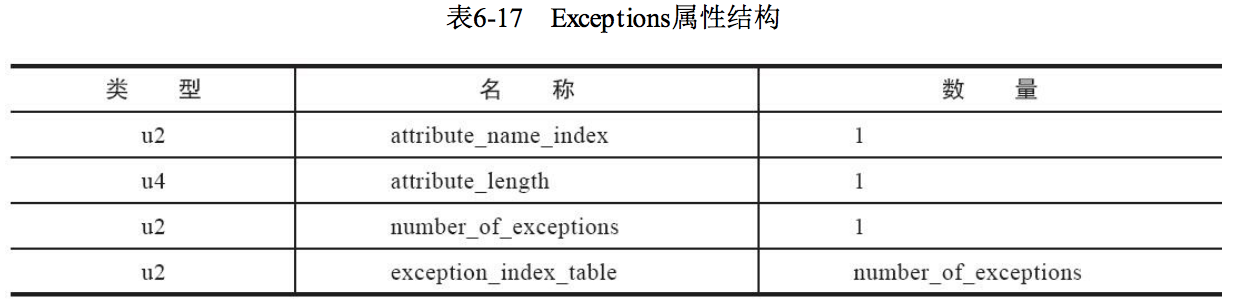 表6-17 Exceptions属性结构
类 型 名 称 数 量
u2 attribute_name_index 1
u4 attribute_length 1
u2 number_of_exceptions 1
u2 exception_index_table number_of_exceptions